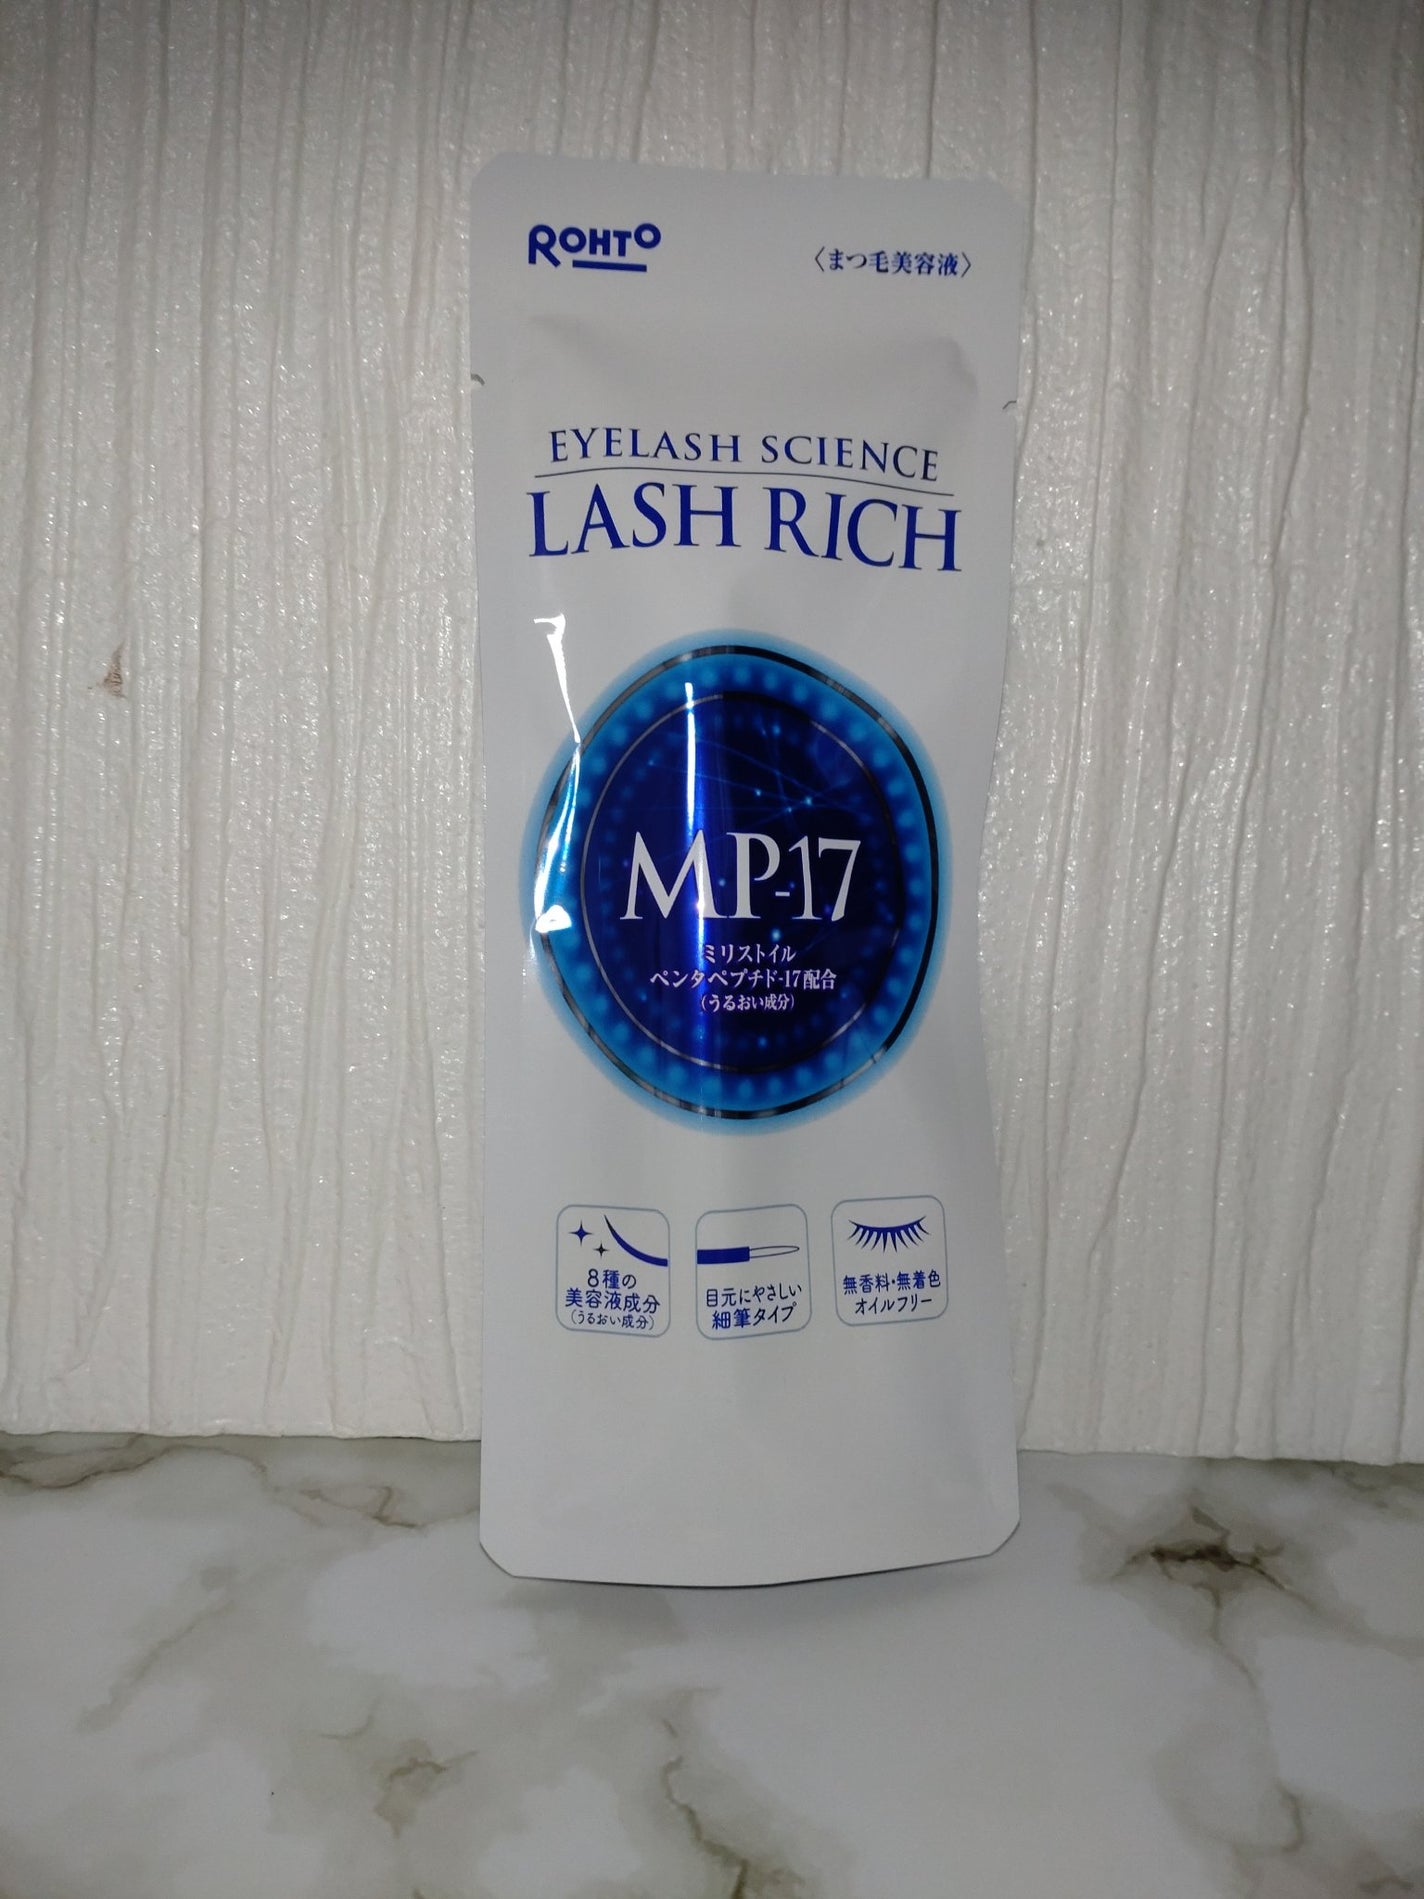 ROHTO
〈まつ毛美容液〉
EYELASH SCIENCE
LASH RICH
MP-17
ミリストイル
ペンタペプチド-17配合
(うるおい成分)
8種の
美容液成分
(うるおい成分)
目元にやさしい
細筆タイプ
無香料・無着色
オイルフリー